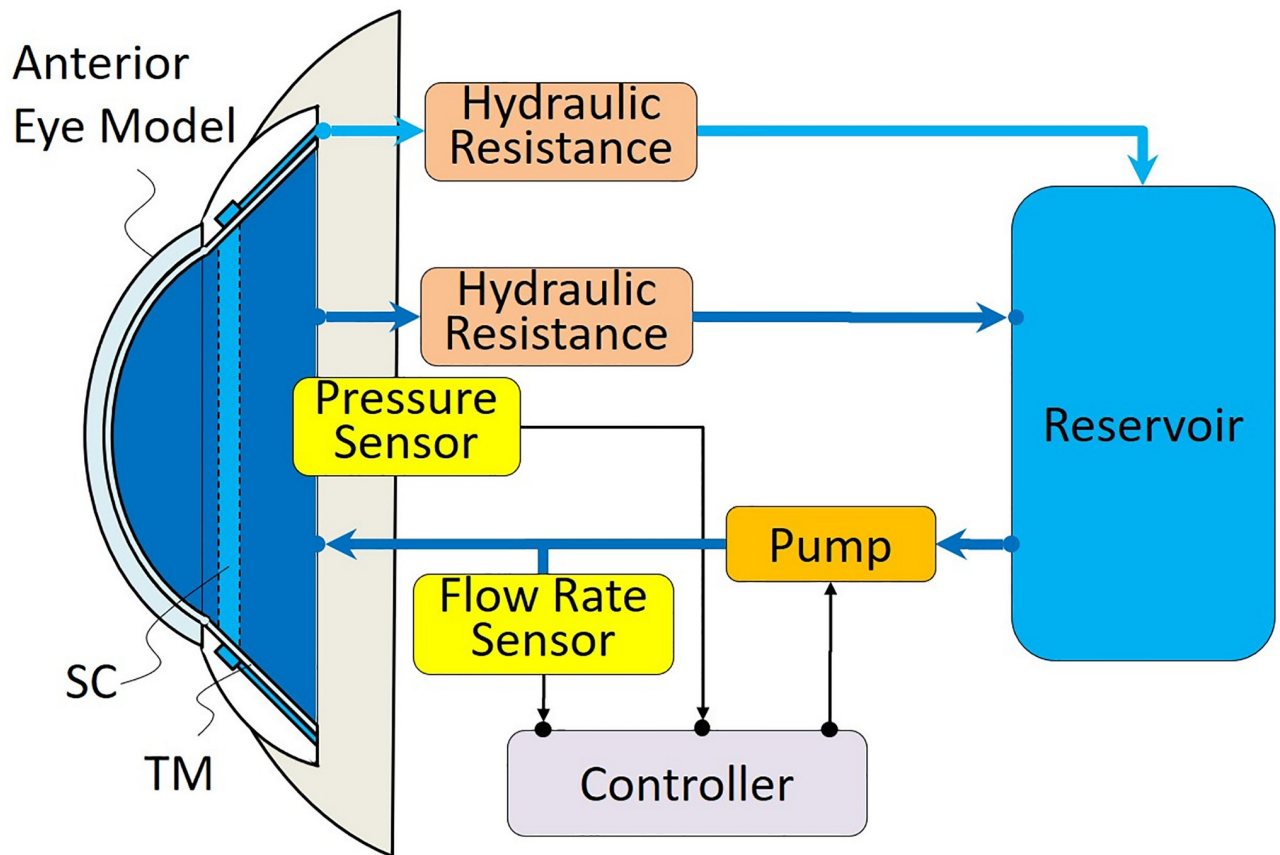 Anterior
Eye Model
Hydraulic
Resistance
Hydraulic
Resistance
Pressure
Sensor
Reservoir
Pump
Flow Rate
Sensor
SC
TM
Controller